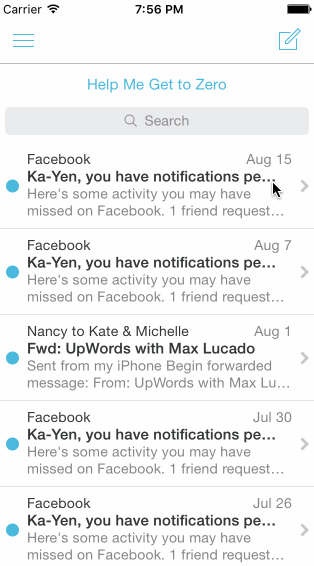 Carrier 7:56 PM
Help Me Get to Zero
Search
Facebook Aug 15
Ka-Yen, you have notifications pe...
Here's some activity you may have
missed on Facebook. 1 friend request...
Facebook Aug 7
Ka-Yen, you have notifications pe...
Here's some activity you may have
missed on Facebook. 1 friend request...
Nancy to Kate & Michelle Aug 1
Fwd: UpWords with Max Lucado
Sent from my iPhone Begin forwarded
message: From: UpWords with Max Lu...
Facebook Jul 30
Ka-Yen, you have notifications pe...
Here's some activity you may have
missed on Facebook. 1 friend request...
Facebook Jul 26
Ka-Yen, you have notifications pe...
Here's some activity you may have
missed on Facebook. 1 friend request...